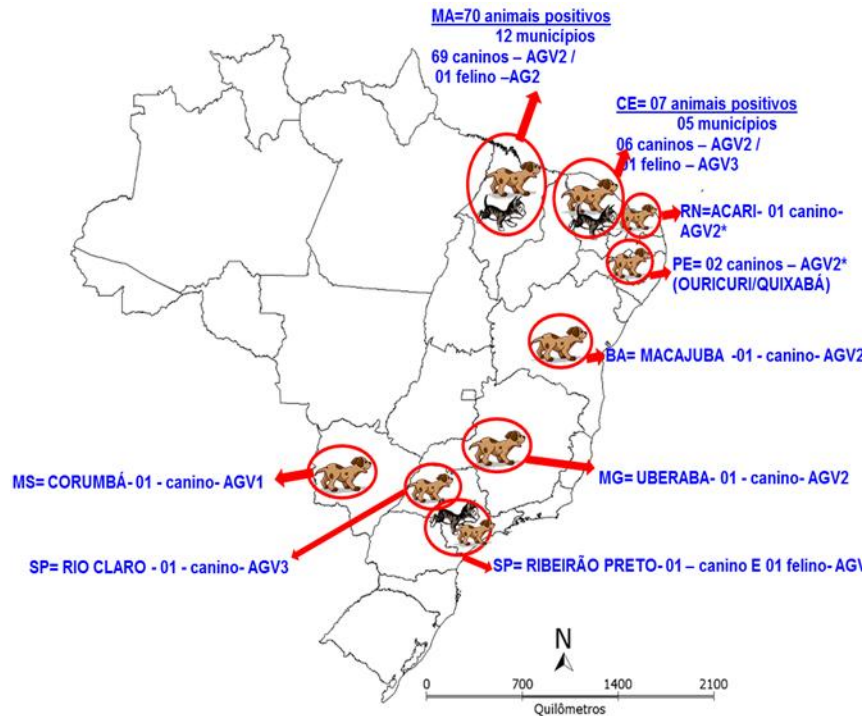 MA=70 animais positivos
12 municípios
69 caninos – AGV2 /
01 felino –AG2
CE= 07 animais positivos
05 municípios
06 caninos – AGV2 /
01 felino – AGV3
RN=ACARI- 01 canino-
AGV2*
PE= 02 caninos – AGV2*
(OURICURI/QUIXABÁ)
BA= MACAJUBA -01 - canino- AGV2
MS= CORUMBÁ- 01 - canino- AGV1
MG= UBERABA- 01 - canino- AGV2
SP= RIO CLARO - 01 - canino- AGV3
SP= RIBEIRÃO PRETO- 01 – canino E 01 felino- AGV
N
0 700 1400 2100
Quilômetros